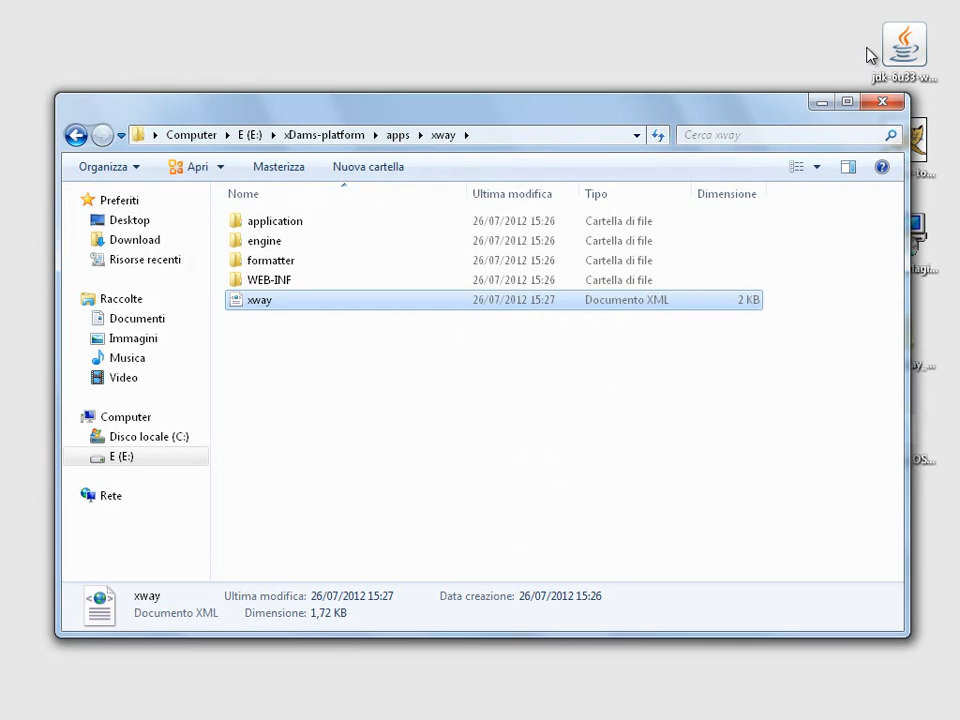 jdk-6u33-w...
Computer E (E:) xDams-platform apps xway
Cerca xway
Organizza Apri Masterizza Nuova cartella
Nome Ultima modifica Tipo Dimensione
Preferiti
Desktop
Download
Risorse recenti
Raccolte
Documenti
Immagini
Musica
Video
Computer
Disco locale (C:)
E (E:)
Rete
application 26/07/2012 15:26 Cartella di file
engine 26/07/2012 15:26 Cartella di file
formatter 26/07/2012 15:26 Cartella di file
WEB-INF 26/07/2012 15:26 Cartella di file
xway 26/07/2012 15:27 Documento XML 2 KB
xway Ultima modifica: 26/07/2012 15:27 Data creazione: 26/07/2012 15:26
Documento XML Dimensione: 1,72 KB